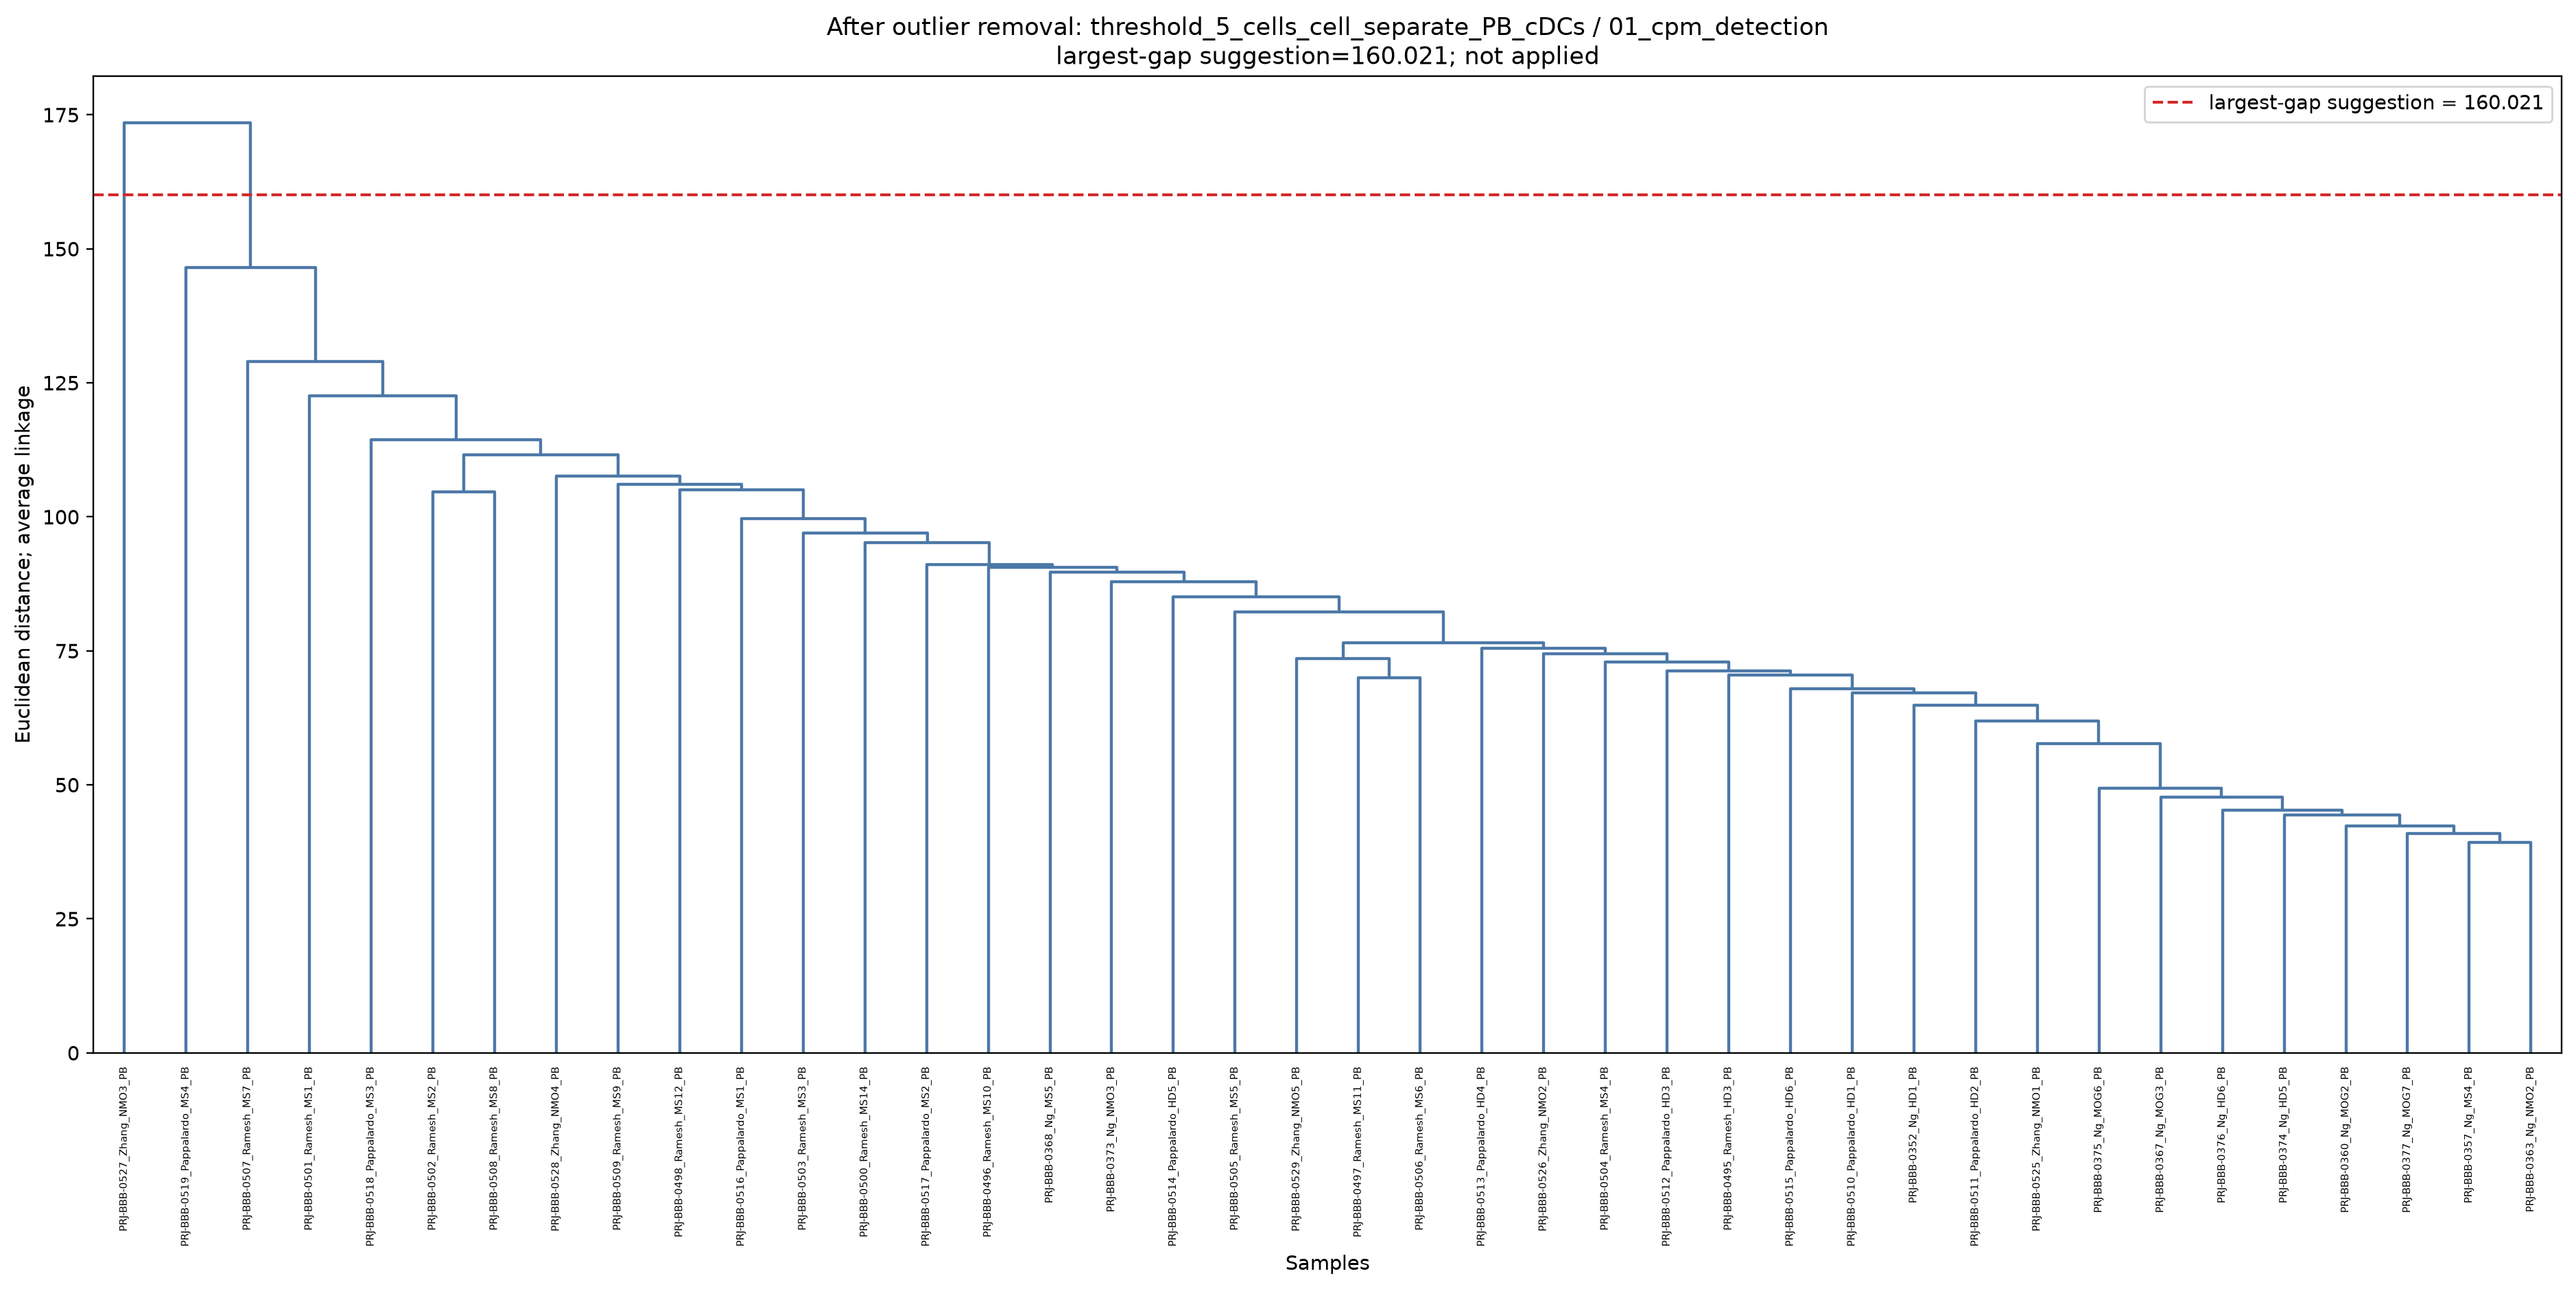 After outlier removal: threshold_5_cells_cell_separate_PB_cDCs / 01_cpm_detection
largest-gap suggestion=160.021; not applied
largest-gap suggestion = 160.021
Euclidean distance; average linkage
175
150
125
100
75
50
25
0
PRJ-BBB-0527_Zhang_NMO3_PB
PRJ-BBB-0519_Pappalardo_MS4_PB
PRJ-BBB-0507_Ramesh_MS7_PB
PRJ-BBB-0501_Ramesh_MS1_PB
PRJ-BBB-0518_Pappalardo_MS3_PB
PRJ-BBB-0502_Ramesh_MS2_PB
PRJ-BBB-0508_Ramesh_MS8_PB
PRJ-BBB-0528_Zhang_NMO4_PB
PRJ-BBB-0509_Ramesh_MS9_PB
PRJ-BBB-0498_Ramesh_MS12_PB
PRJ-BBB-0516_Pappalardo_MS1_PB
PRJ-BBB-0503_Ramesh_MS3_PB
PRJ-BBB-0500_Ramesh_MS14_PB
PRJ-BBB-0517_Pappalardo_MS2_PB
PRJ-BBB-0496_Ramesh_MS10_PB
PRJ-BBB-0368_Ng_MS5_PB
PRJ-BBB-0373_Ng_NMO3_PB
PRJ-BBB-0514_Pappalardo_HD5_PB
PRJ-BBB-0505_Ramesh_MS5_PB
PRJ-BBB-0529_Zhang_NMO5_PB
PRJ-BBB-0497_Ramesh_MS11_PB
PRJ-BBB-0506_Ramesh_MS6_PB
PRJ-BBB-0513_Pappalardo_HD4_PB
PRJ-BBB-0526_Zhang_NMO2_PB
PRJ-BBB-0504_Ramesh_MS4_PB
PRJ-BBB-0512_Pappalardo_HD3_PB
PRJ-BBB-0495_Ramesh_HD3_PB
PRJ-BBB-0515_Pappalardo_HD6_PB
PRJ-BBB-0510_Pappalardo_HD1_PB
PRJ-BBB-0352_Ng_HD1_PB
PRJ-BBB-0511_Pappalardo_HD2_PB
PRJ-BBB-0525_Zhang_NMO1_PB
PRJ-BBB-0375_Ng_MOG6_PB
PRJ-BBB-0367_Ng_MOG3_PB
PRJ-BBB-0376_Ng_HD6_PB
PRJ-BBB-0374_Ng_HD5_PB
PRJ-BBB-0360_Ng_MOG2_PB
PRJ-BBB-0377_Ng_MOG7_PB
PRJ-BBB-0357_Ng_MS4_PB
PRJ-BBB-0363_Ng_NMO2_PB
Samples